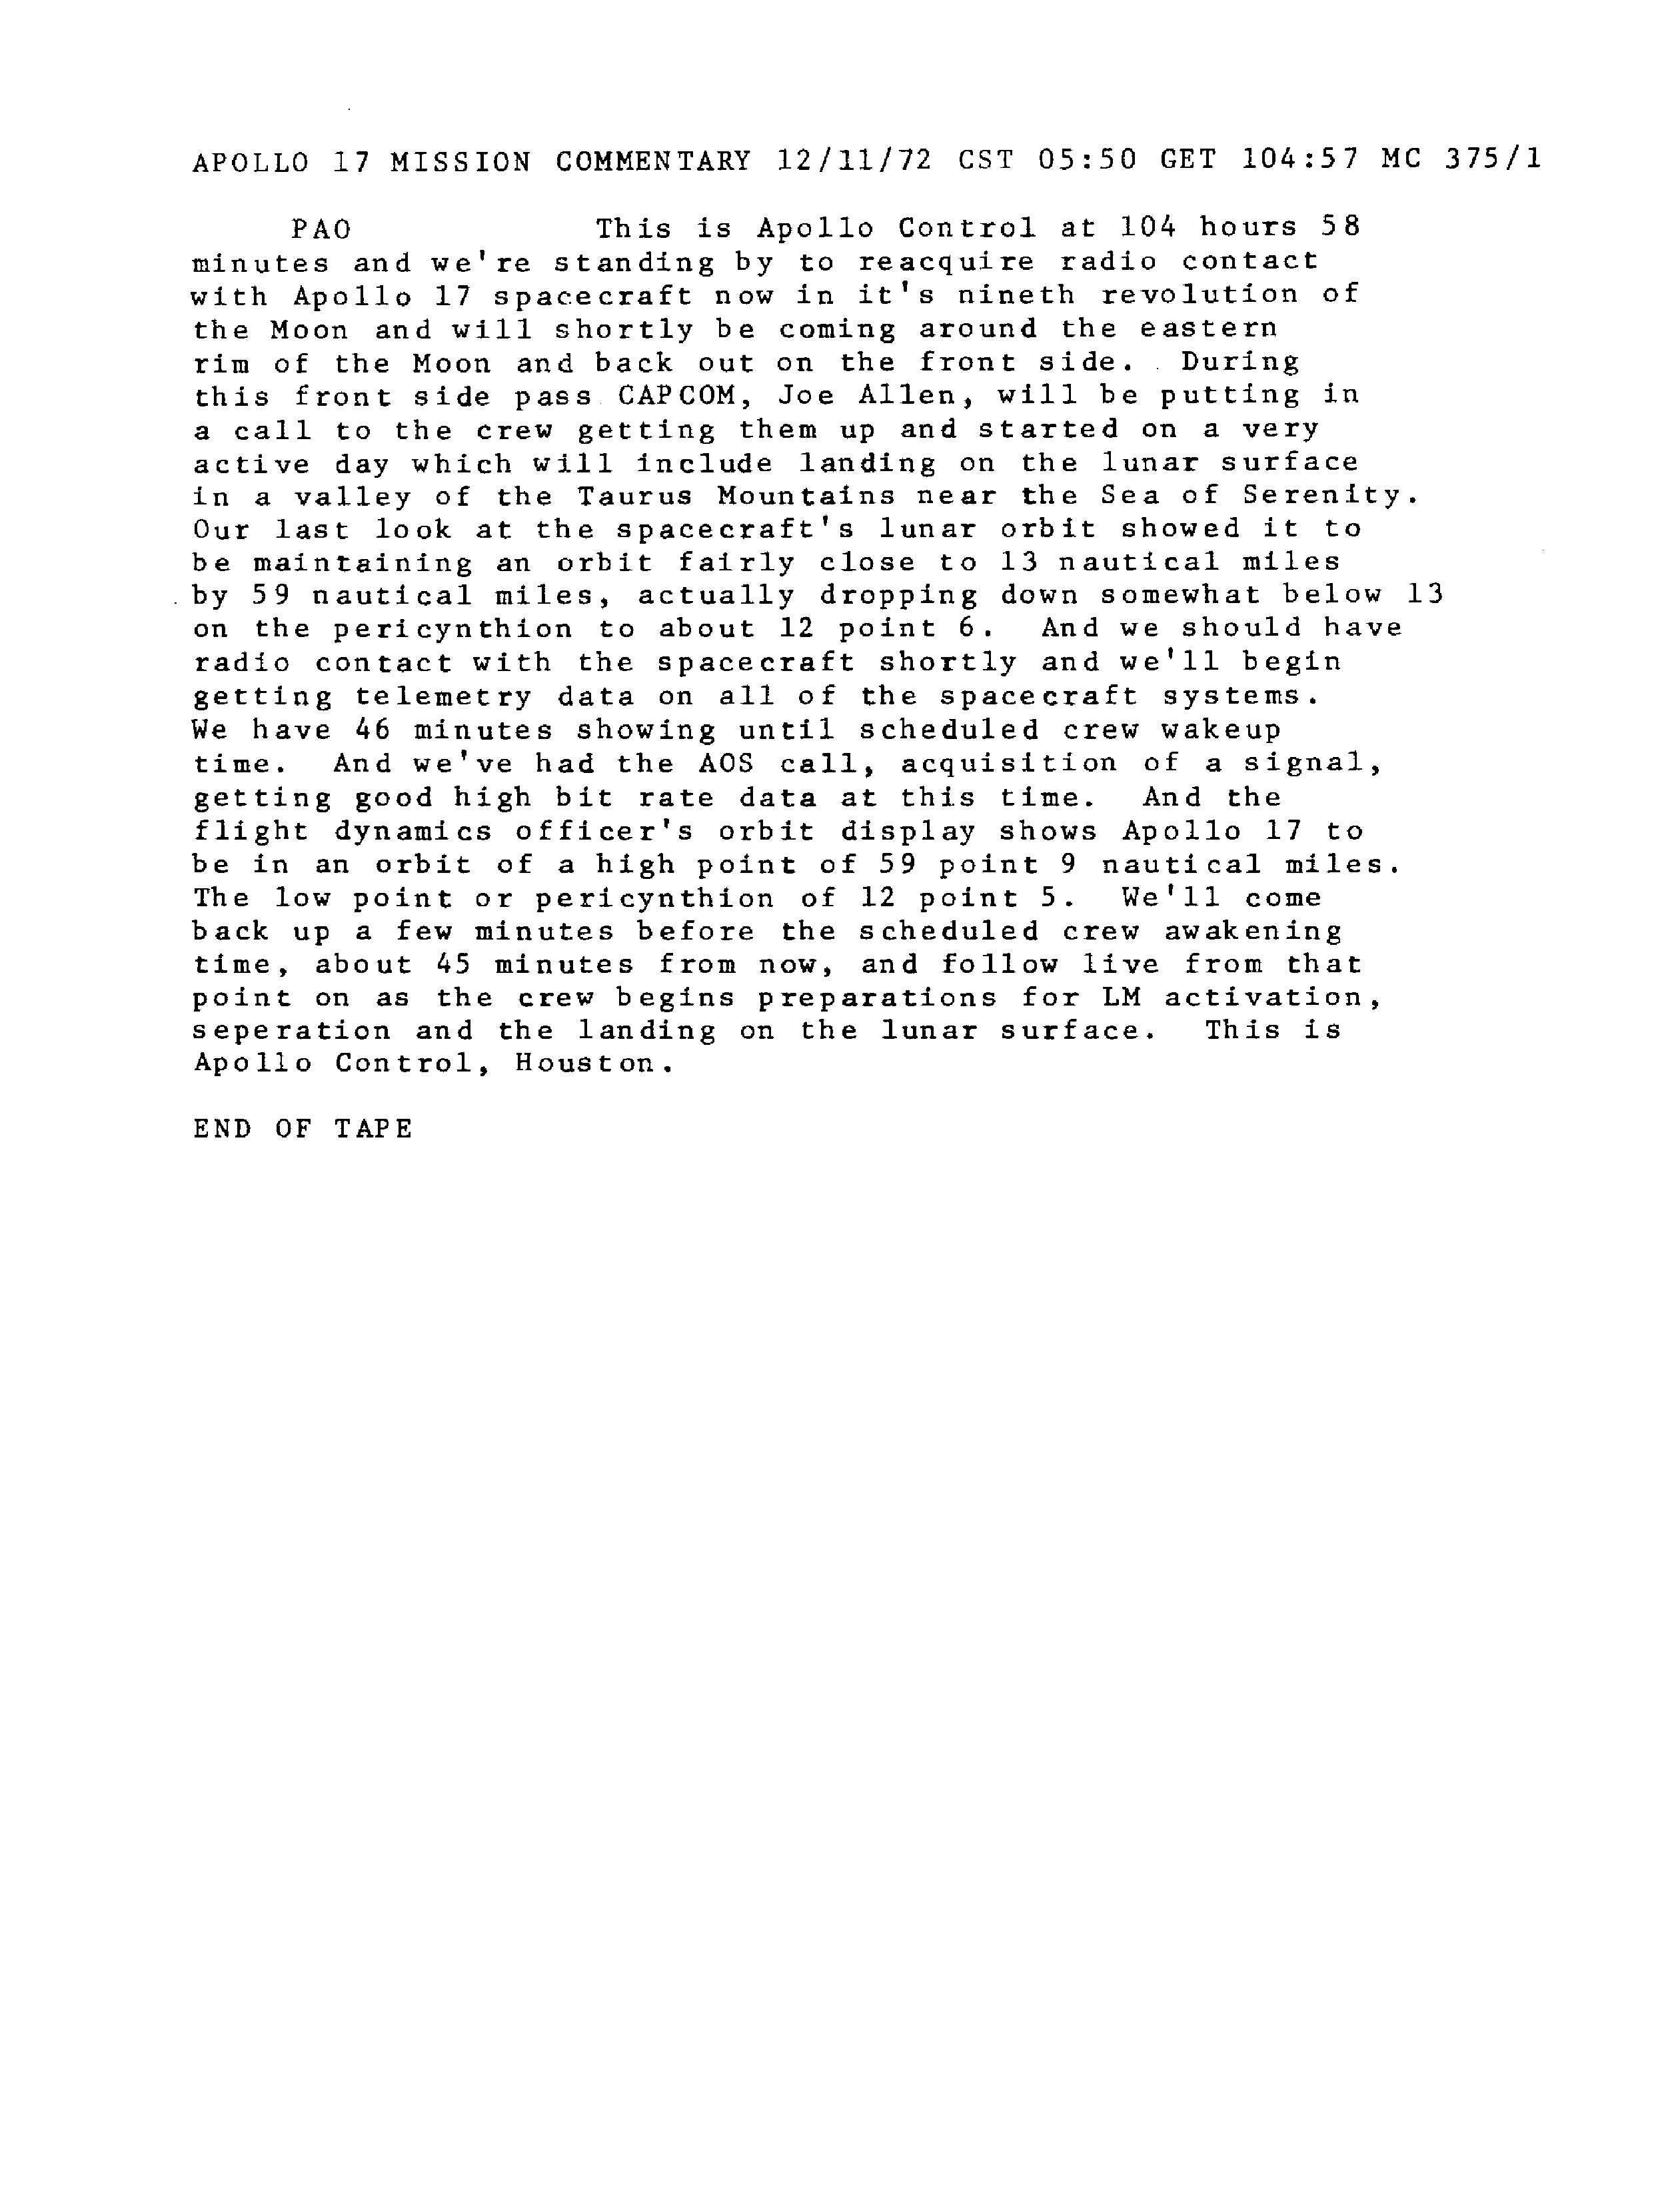 APOLLO 17 MISSION COMMENTARY 12/11/72 CST 05:50 GET 104:57 MC 375/1
PAO This is Apollo Control at 104 hours 58
minutes and we're standing by to reacquire radio contact
with Apollo 17 spacecraft now in it's nineth revolution of
the Moon and will shortly be coming around the eastern
rim of the Moon and back out on the front side. During
this front side pass CAPCOM, Joe Allen, will be putting in
a call to the crew getting them up and started on a very
active day which will include landing on the lunar surface
in a valley of the Taurus Mountains near the Sea of Serenity.
Our last look at the spacecraft's lunar orbit showed it to
be maintaining an orbit fairly close to 13 nautical miles
by 59 nautical miles, actually dropping down somewhat below 13
on the pericynthion to about 12 point 6. And we should have
radio contact with the spacecraft shortly and we'll begin
getting telemetry data on all of the spacecraft systems.
We have 46 minutes showing until scheduled crew wakeup
time. And we've had the AOS call, acquisition of a signal,
getting good high bit rate data at this time. And the
flight dynamics officer's orbit display shows Apollo 17 to
be in an orbit of a high point of 59 point 9 nautical miles.
The low point or pericynthion of 12 point 5. We'll come
back up a few minutes before the scheduled crew awakening
time, about 45 minutes from now, and follow live from that
point on as the crew begins preparations for LM activation,
seperation and the landing on the lunar surface. This is
Apollo Control, Houston.
END OF TAPE